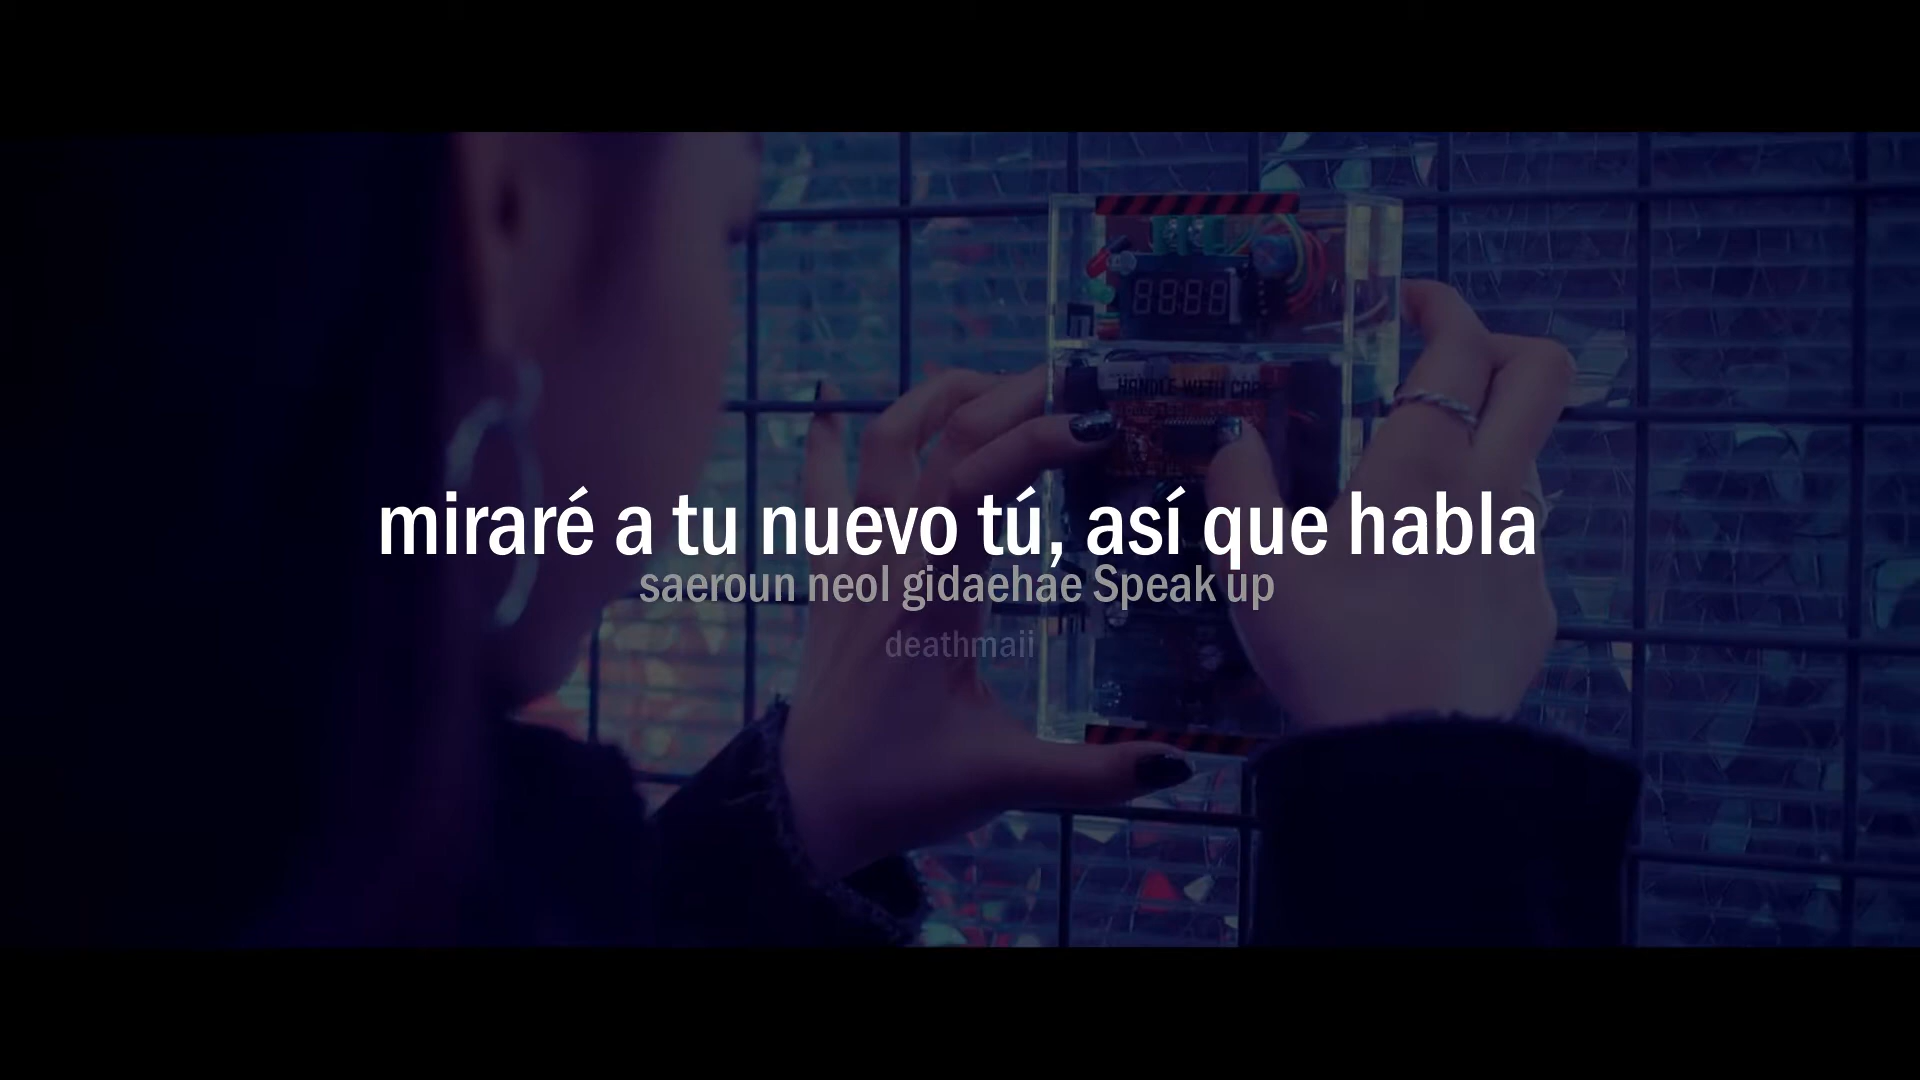 HANDLE WITH CARE
miraré a tu nuevo tú, así que habla
saeroun neol gidaehae Speak up
deathmaii